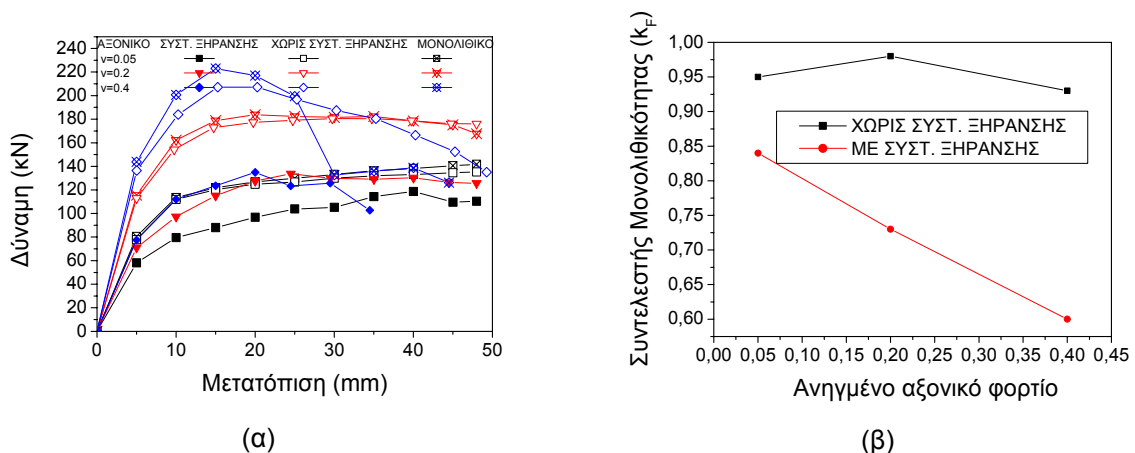 ΑΞΟΝΙΚΟ ΣΥΣΤ. ΞΗΡΑΝΣΗΣ ΧΩΡΙΣ ΣΥΣΤ. ΞΗΡΑΝΣΗΣ ΜΟΝΟΛΙΘΙΚΟ
ν=0.05
ν=0.2
ν=0.4
240
220
200
180
160
140
120
100
80
60
40
20
0
0 10 20 30 40 50
Δύναμη (κΝ)
Μετατόπιση (mm)
(α)
1,00
0,95
0,90
0,85
0,80
0,75
0,70
0,65
0,60
0,00 0,05 0,10 0,15 0,20 0,25 0,30 0,35 0,40 0,45
Συντελεστής Μονολιθικότητας (k_F)
ΧΩΡΙΣ ΣΥΣΤ. ΞΗΡΑΝΣΗΣ
ΜΕ ΣΥΣΤ. ΞΗΡΑΝΣΗΣ
Ανηγμένο αξονικό φορτίο
(β)